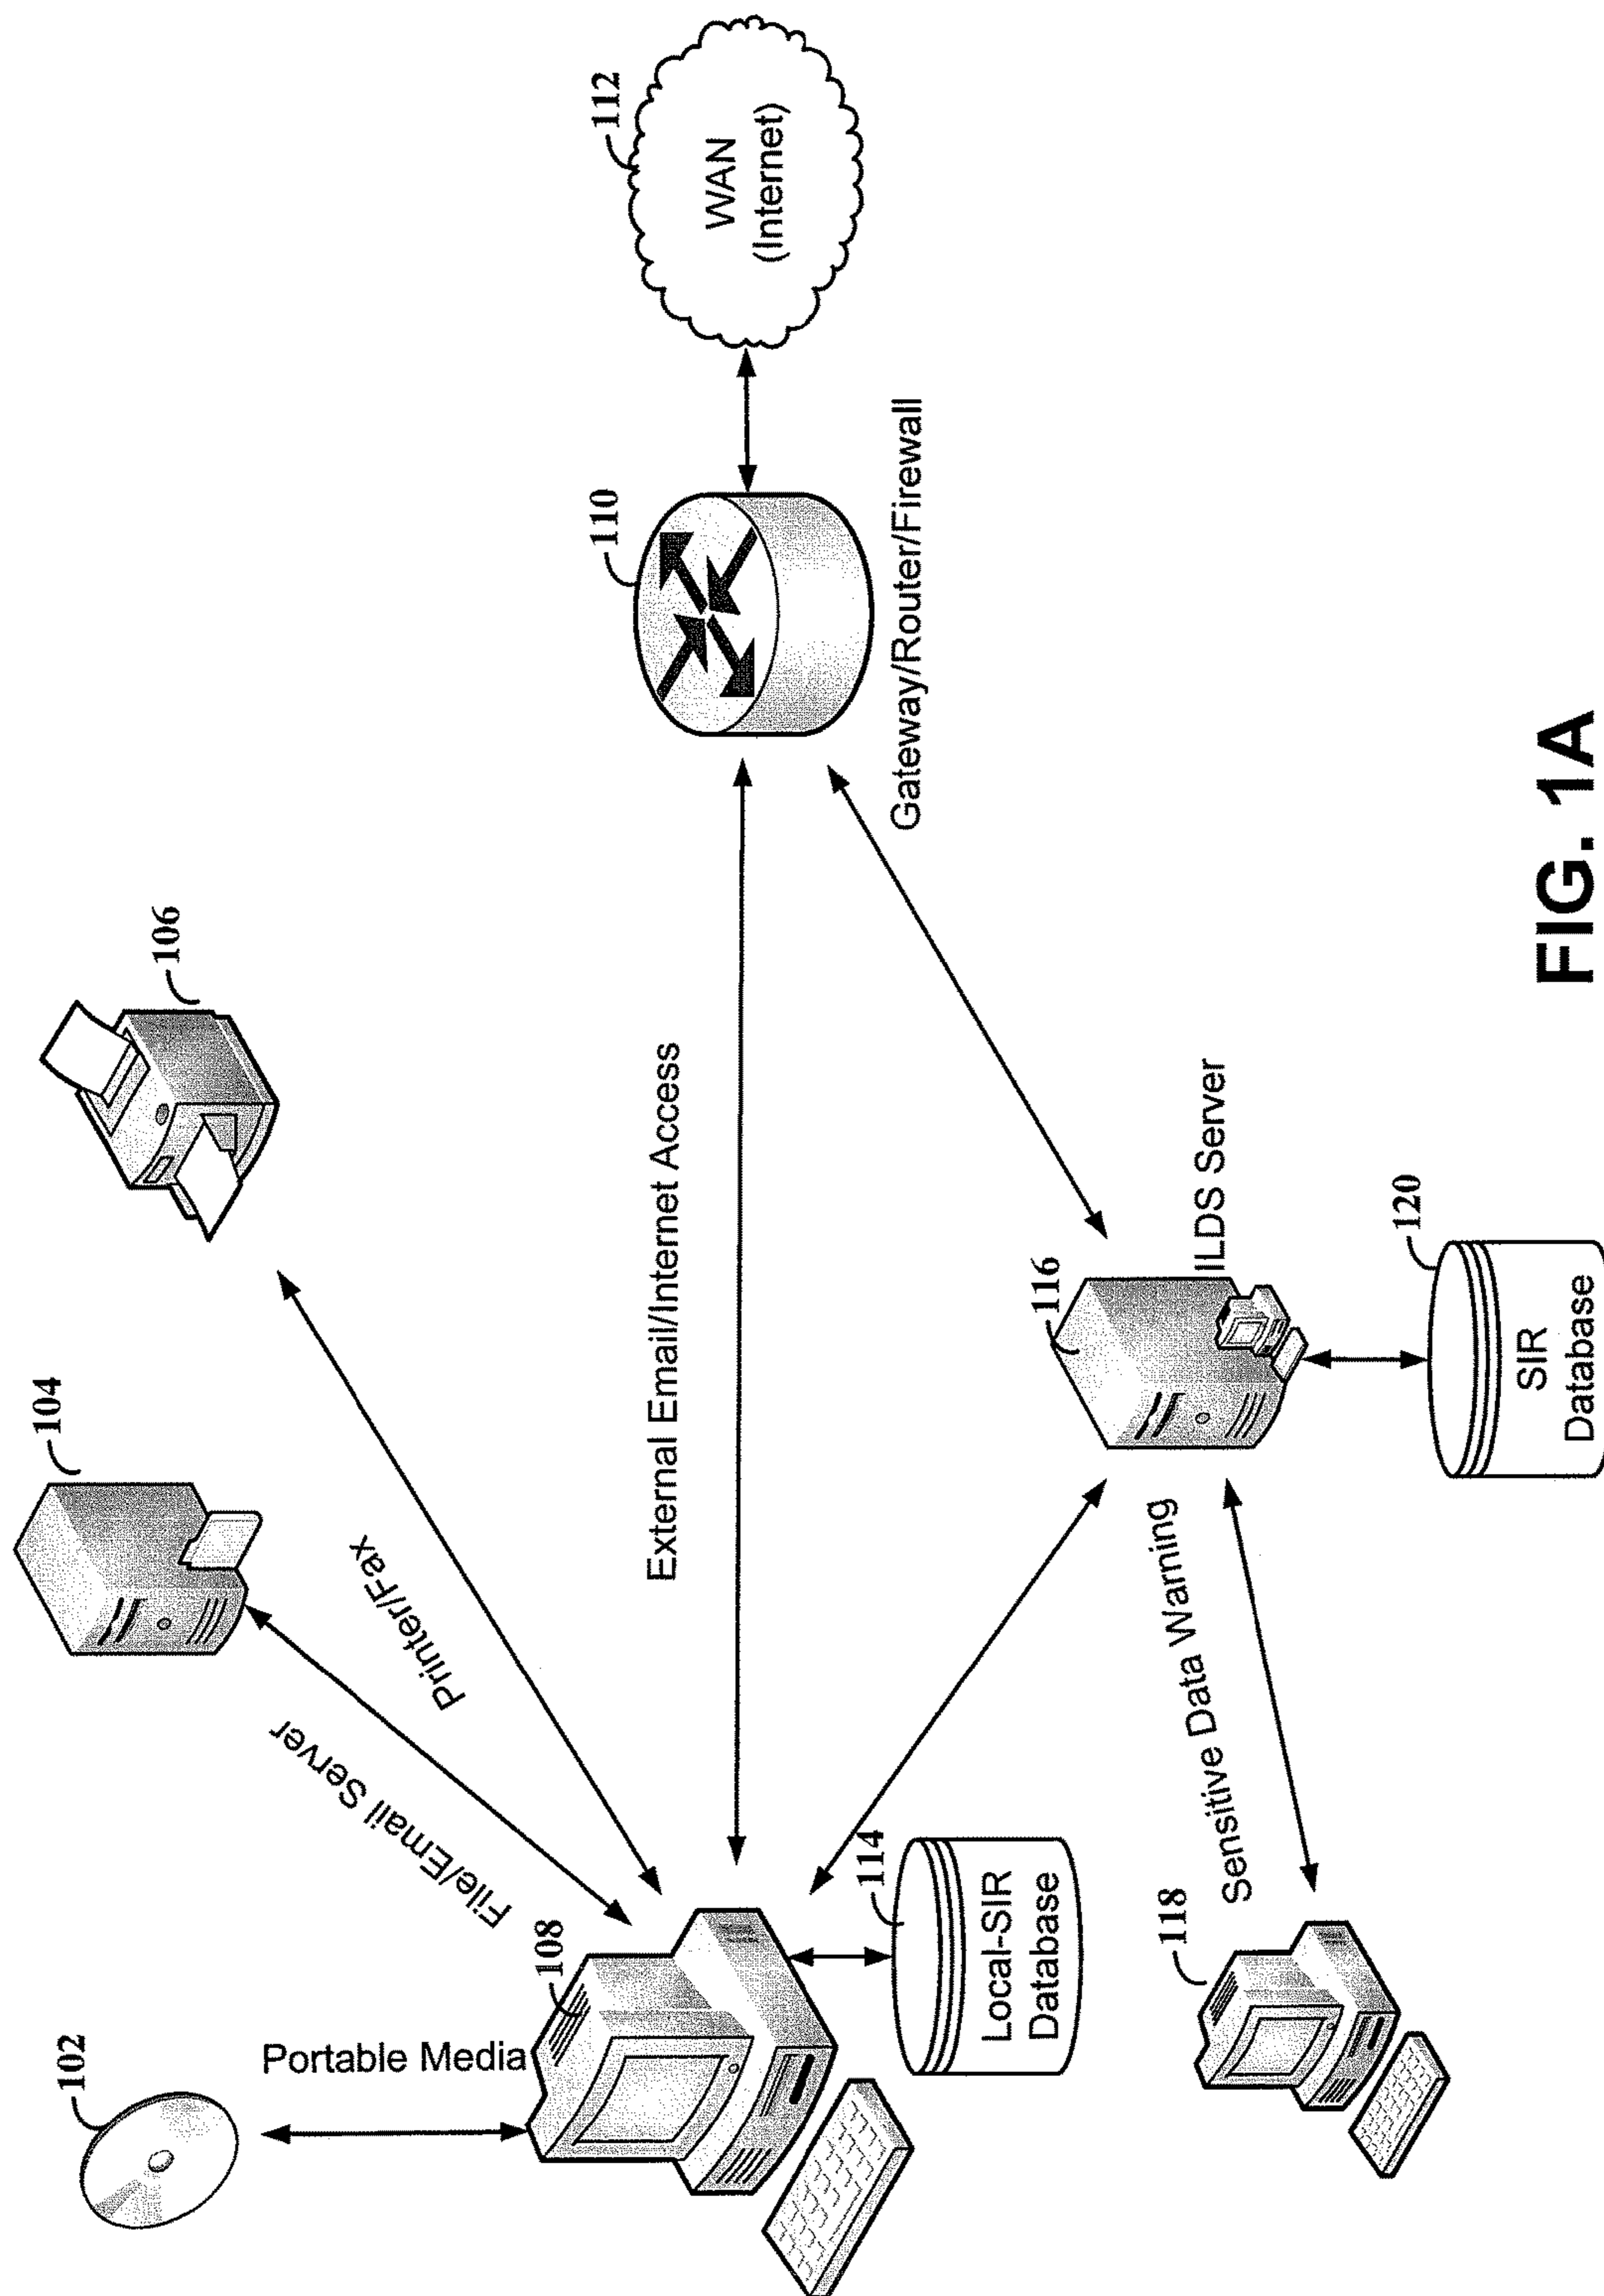 102
Portable Media
108
104
File/Email Server
106
Printer/Fax
External Email/Internet Access
110
Gateway/Router/Firewall
112
WAN
(Internet)
114
Local-SIR
Database
116
ILDS Server
118
Sensitive Data Warning
120
SIR
Database
FIG. 1A